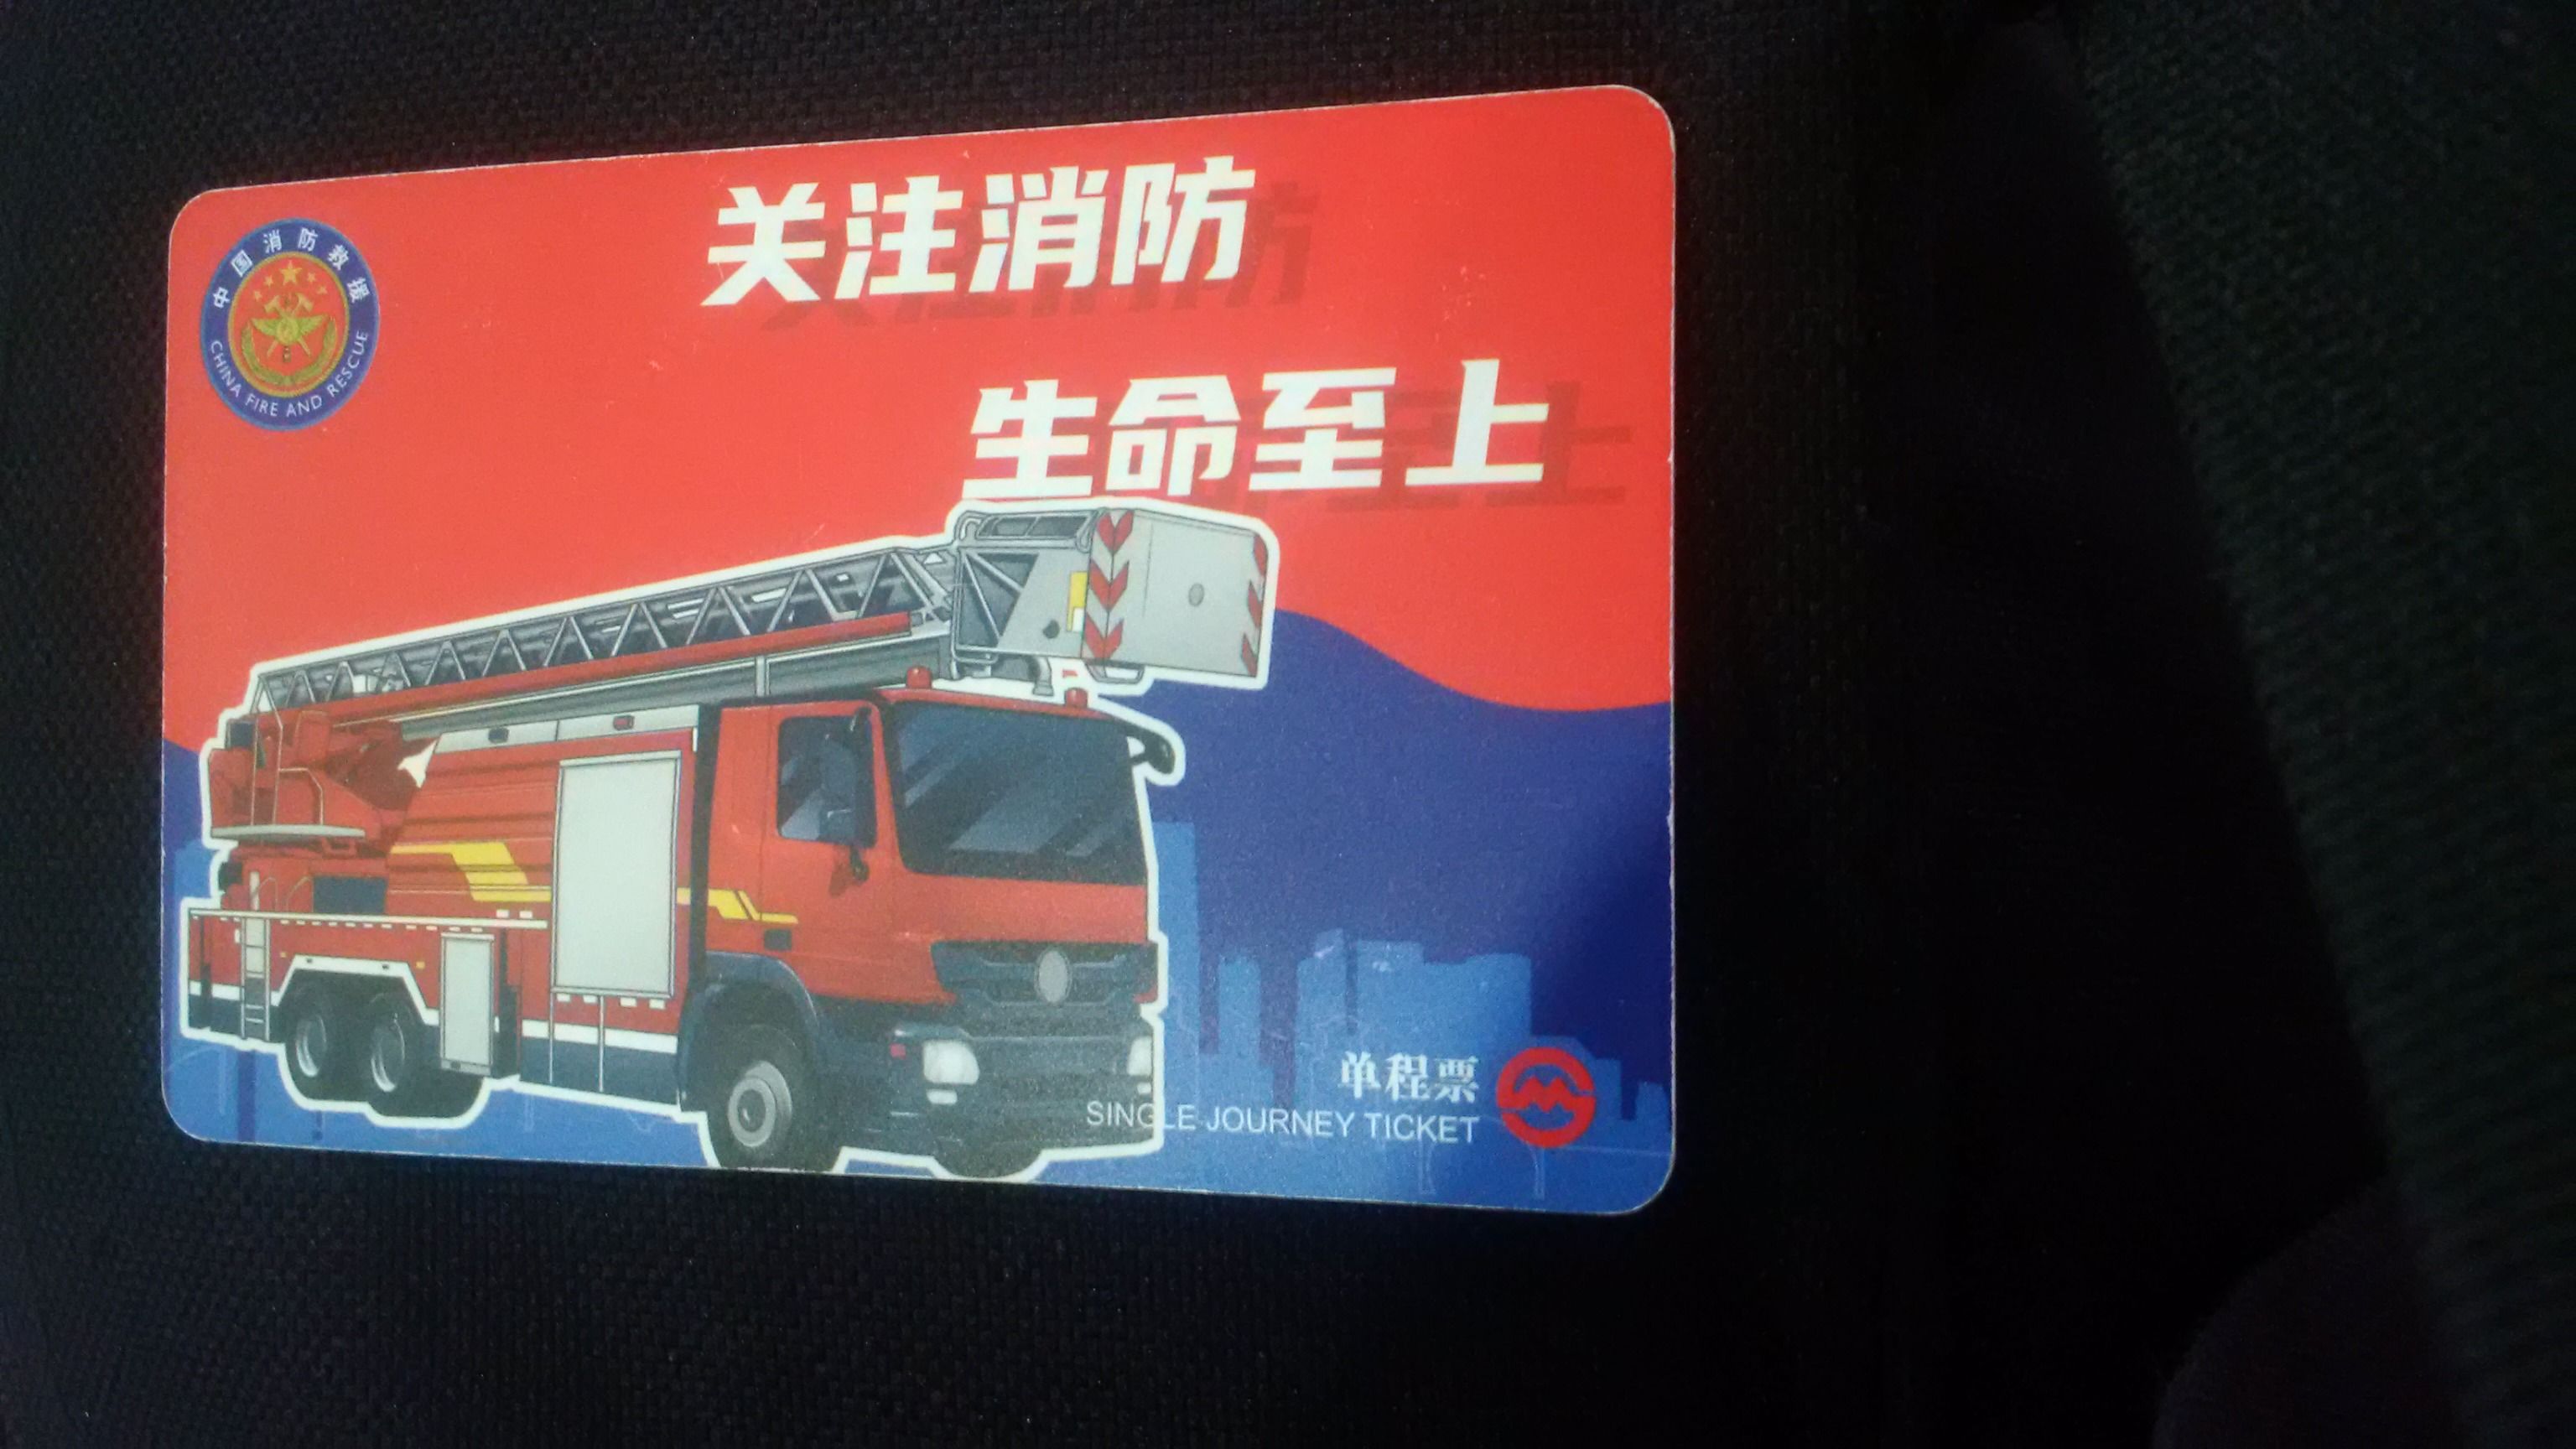 中国消防救援
CHINA FIRE AND RESCUE
关注消防
生命至上
单程票
SINGLE JOURNEY TICKET